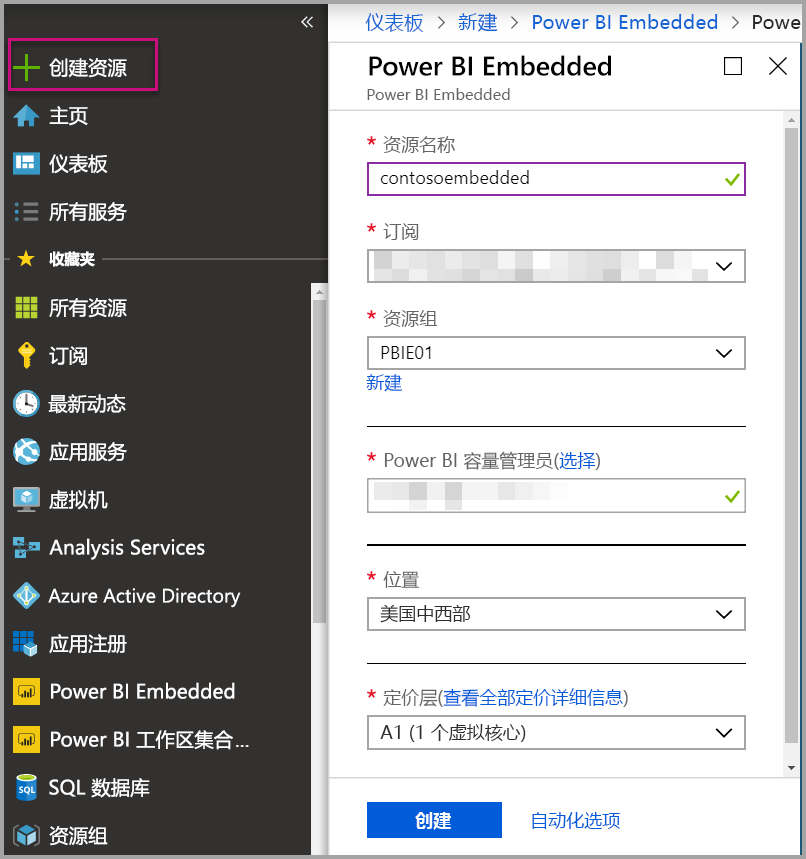 «
创建资源
主页
仪表板
所有服务
收藏夹
所有资源
订阅
最新动态
应用服务
虚拟机
Analysis Services
Azure Active Directory
应用注册
Power BI Embedded
Power BI 工作区集合...
SQL 数据库
资源组
仪表板 > 新建 > Power BI Embedded > Powe
Power BI Embedded
Power BI Embedded
* 资源名称
contosoembedded
* 订阅
* 资源组
PBIE01
新建
* Power BI 容量管理员(选择)
* 位置
美国中西部
* 定价层(查看全部定价详细信息)
A1 (1 个虚拟核心)
创建 自动化选项